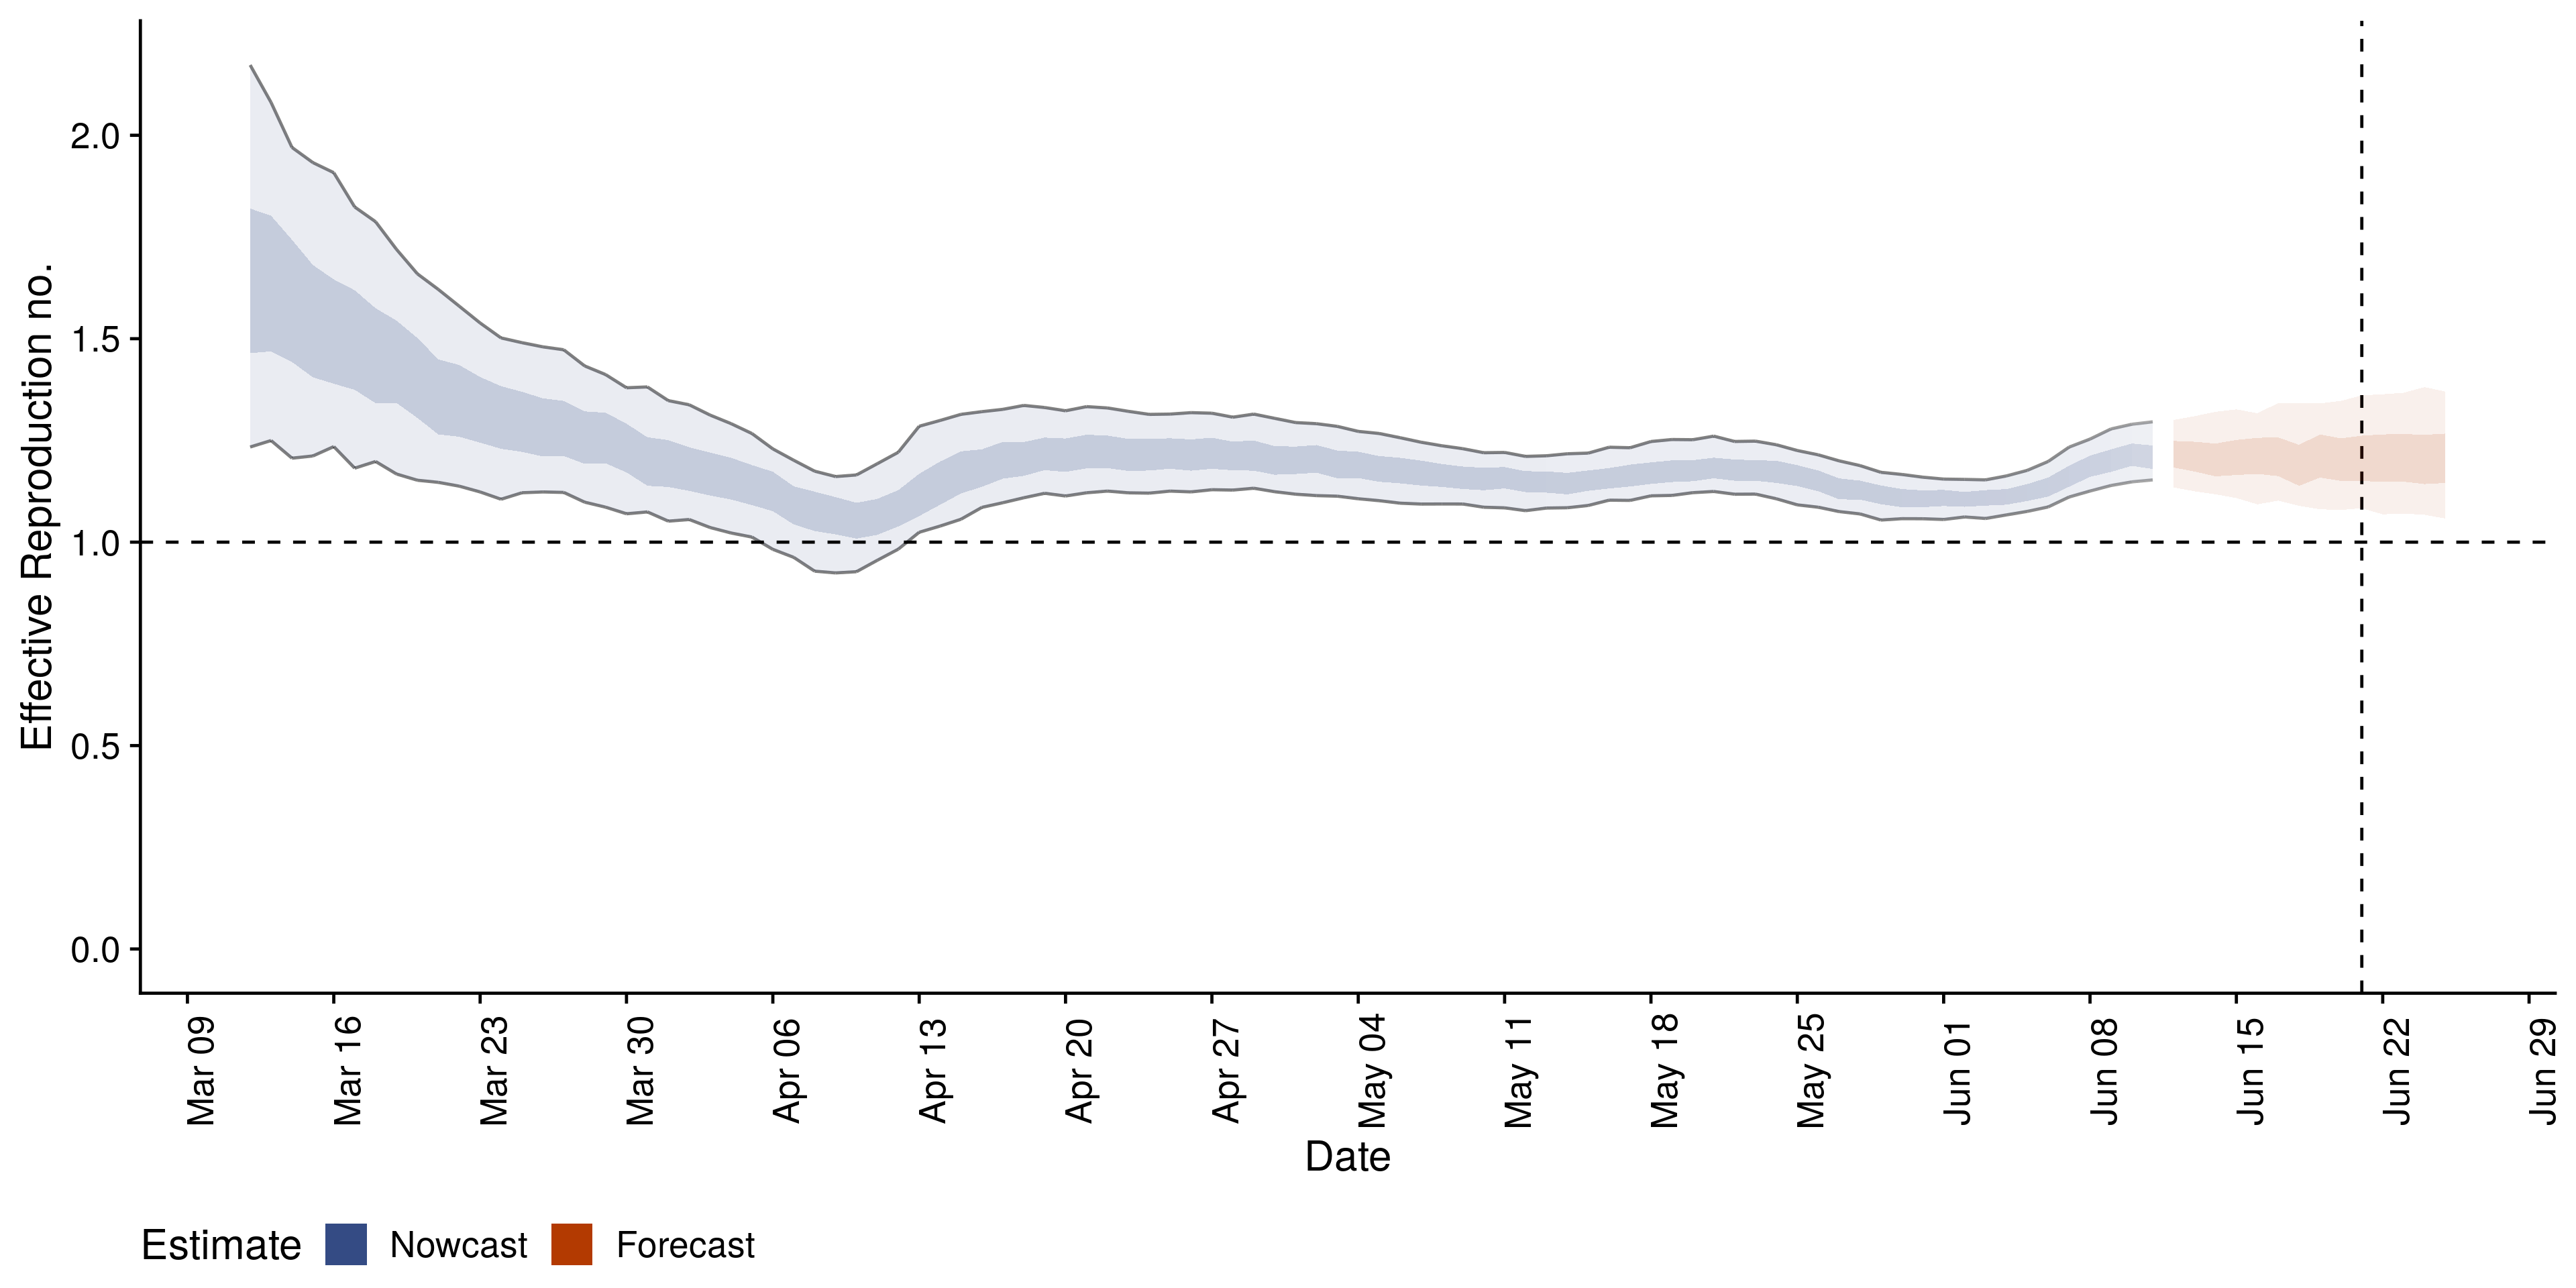 Effective Reproduction no.
2.0
1.5
1.0
0.5
0.0
Mar 09
Mar 16
Mar 23
Mar 30
Apr 06
Apr 13
Apr 20
Apr 27
May 04
May 11
May 18
May 25
Jun 01
Jun 08
Jun 15
Jun 22
Jun 29
Date
Estimate Nowcast Forecast